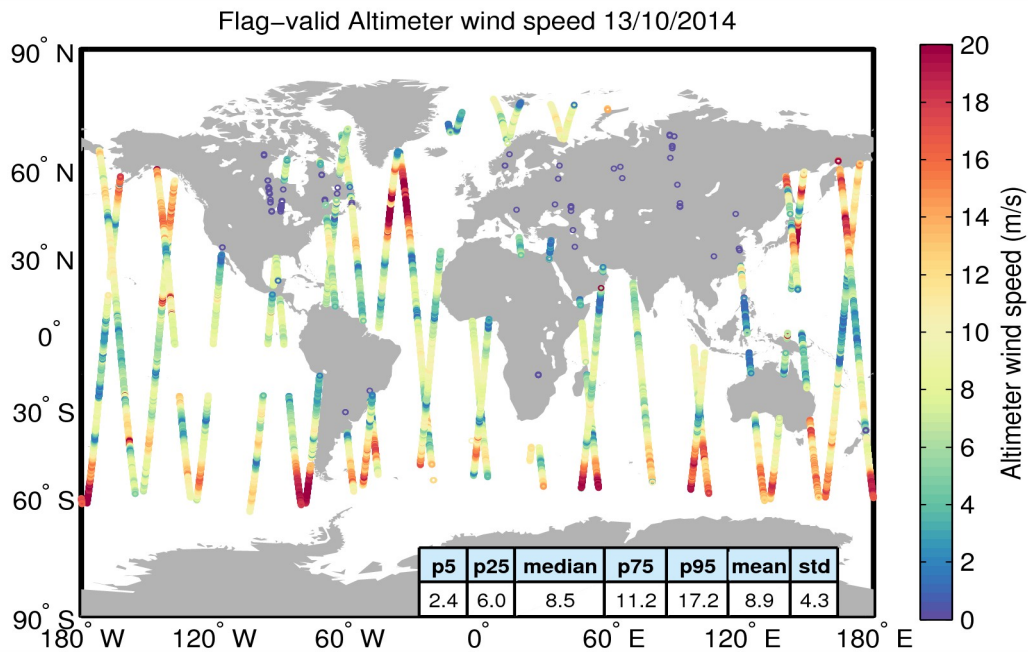 Flag−valid Altimeter wind speed 13/10/2014
90° N
60° N
30° N
0°
30° S
60° S
90° S
180° W
120° W
60° W
0°
60° E
120° E
180° E
p5 p25 median p75 p95 mean std
2.4 6.0 8.5 11.2 17.2 8.9 4.3
20
18
16
14
12
10
8
6
4
2
0
Altimeter wind speed (m/s)